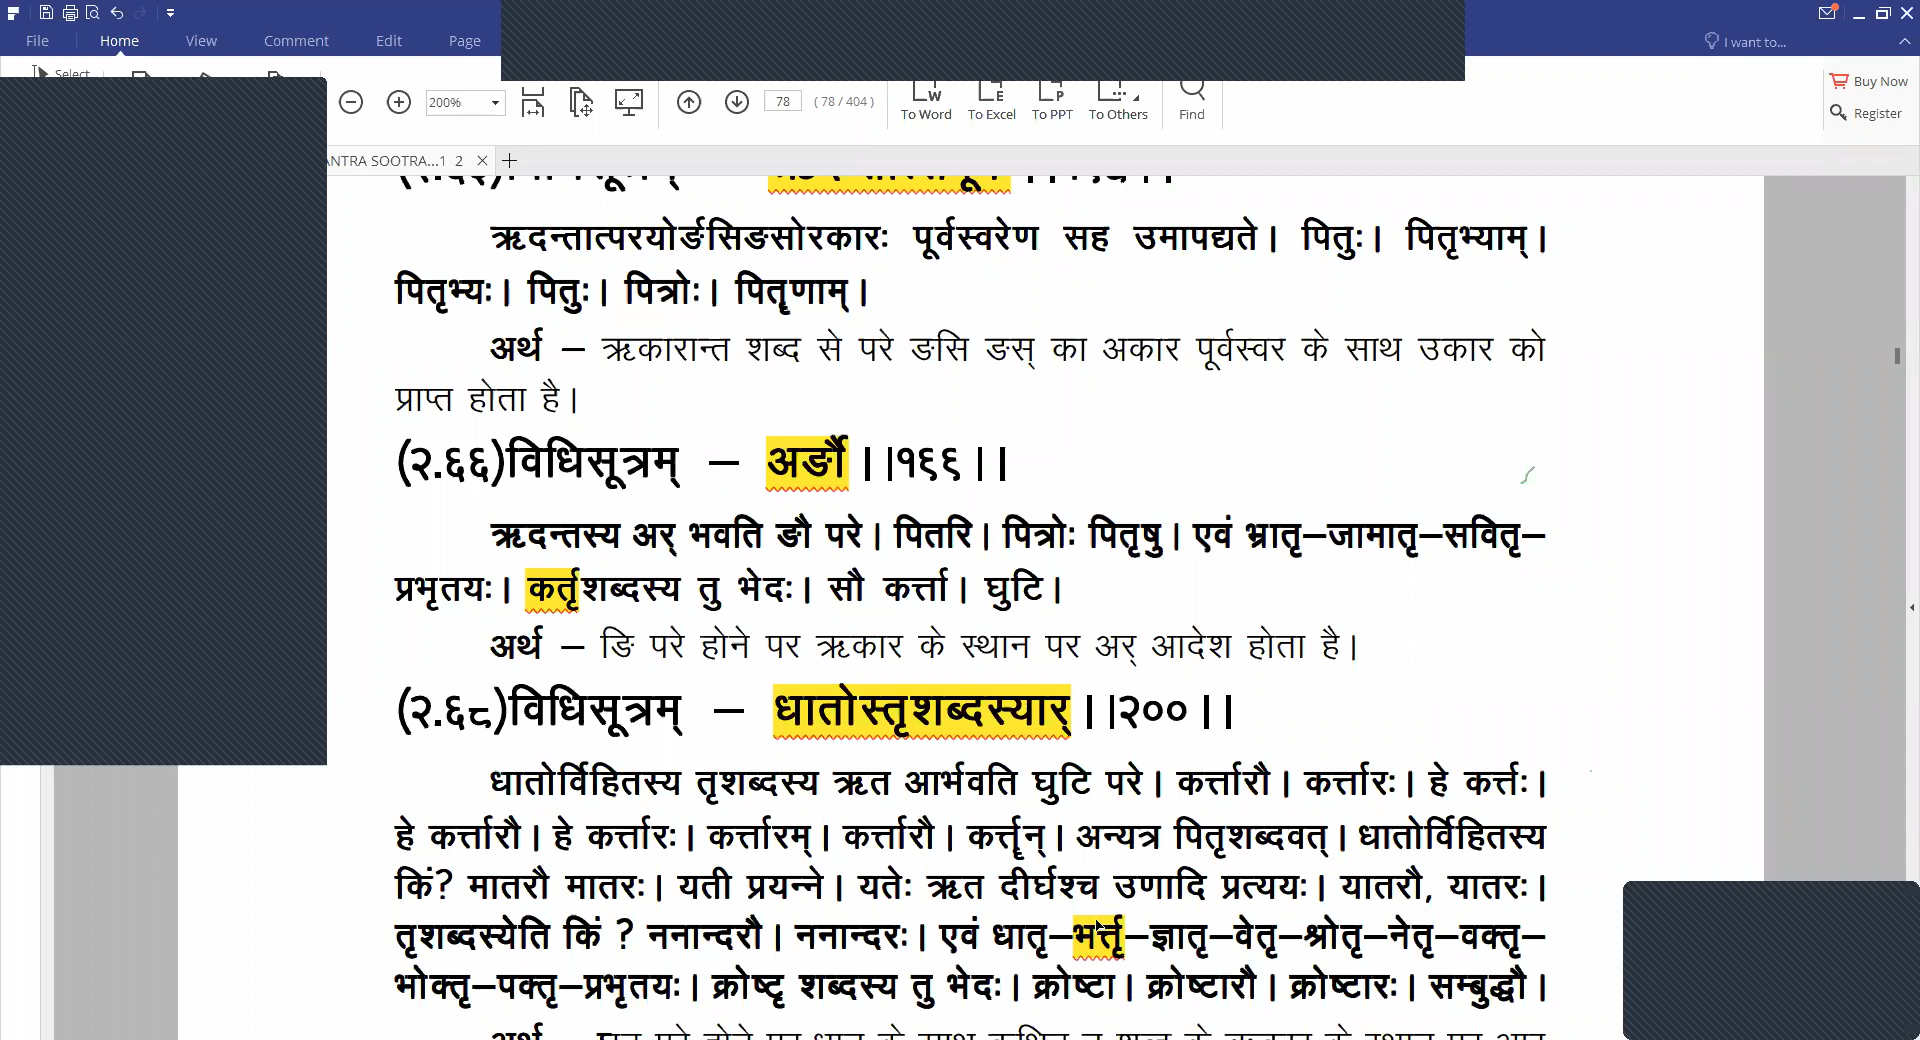 File Home View Comment Edit Page
I want to...
Select
200%
78 ( 78 / 404 )
To Word To Excel To PPT To Others Find
Buy Now
Register
ANTRA SOOTRA...1 2
ऋदन्तात्परयोर्ङसिङसोरकारः पूर्वस्वरेण सह उमापद्यते। पितुः। पितृभ्याम्।
पितृभ्यः। पितुः। पित्रोः। पितॄणाम्।
अर्थ – ऋकारान्त शब्द से परे ङसि ङस् का अकार पूर्वस्वर के साथ उकार को
प्राप्त होता है।
(२.६६)विधिसूत्रम् – अर्ङौ।।१९९।।
ऋदन्तस्य अर् भवति ङौ परे। पितरि। पित्रोः पितृषु। एवं भ्रातृ–जामातृ–सवितृ–
प्रभृतयः। कर्तृशब्दस्य तु भेदः। सौ कर्त्ता। घुटि।
अर्थ – ङि परे होने पर ऋकार के स्थान पर अर् आदेश होता है।
(२.६८)विधिसूत्रम् – धातोस्तृशब्दस्यार्।।२००।।
धातोर्विहितस्य तृशब्दस्य ऋत आर्भवति घुटि परे। कर्त्तारौ। कर्त्तारः। हे कर्त्तः।
हे कर्त्तारौ। हे कर्त्तारः। कर्त्तारम्। कर्त्तारौ। कर्त्तॄन्। अन्यत्र पितृशब्दवत्। धातोर्विहितस्य
किं? मातरौ मातरः। यती प्रयन्ने। यतेः ऋत दीर्घश्च उणादि प्रत्ययः। यातरौ, यातरः।
तृशब्दस्येति किं ? ननान्दरौ। ननान्दरः। एवं धातृ–भर्त्तृ–ज्ञातृ–वेतृ–श्रोतृ–नेतृ–वक्तृ–
भोक्तृ–पक्तृ–प्रभृतयः। क्रोष्टृ शब्दस्य तु भेदः। क्रोष्टा। क्रोष्टारौ। क्रोष्टारः। सम्बुद्धौ।